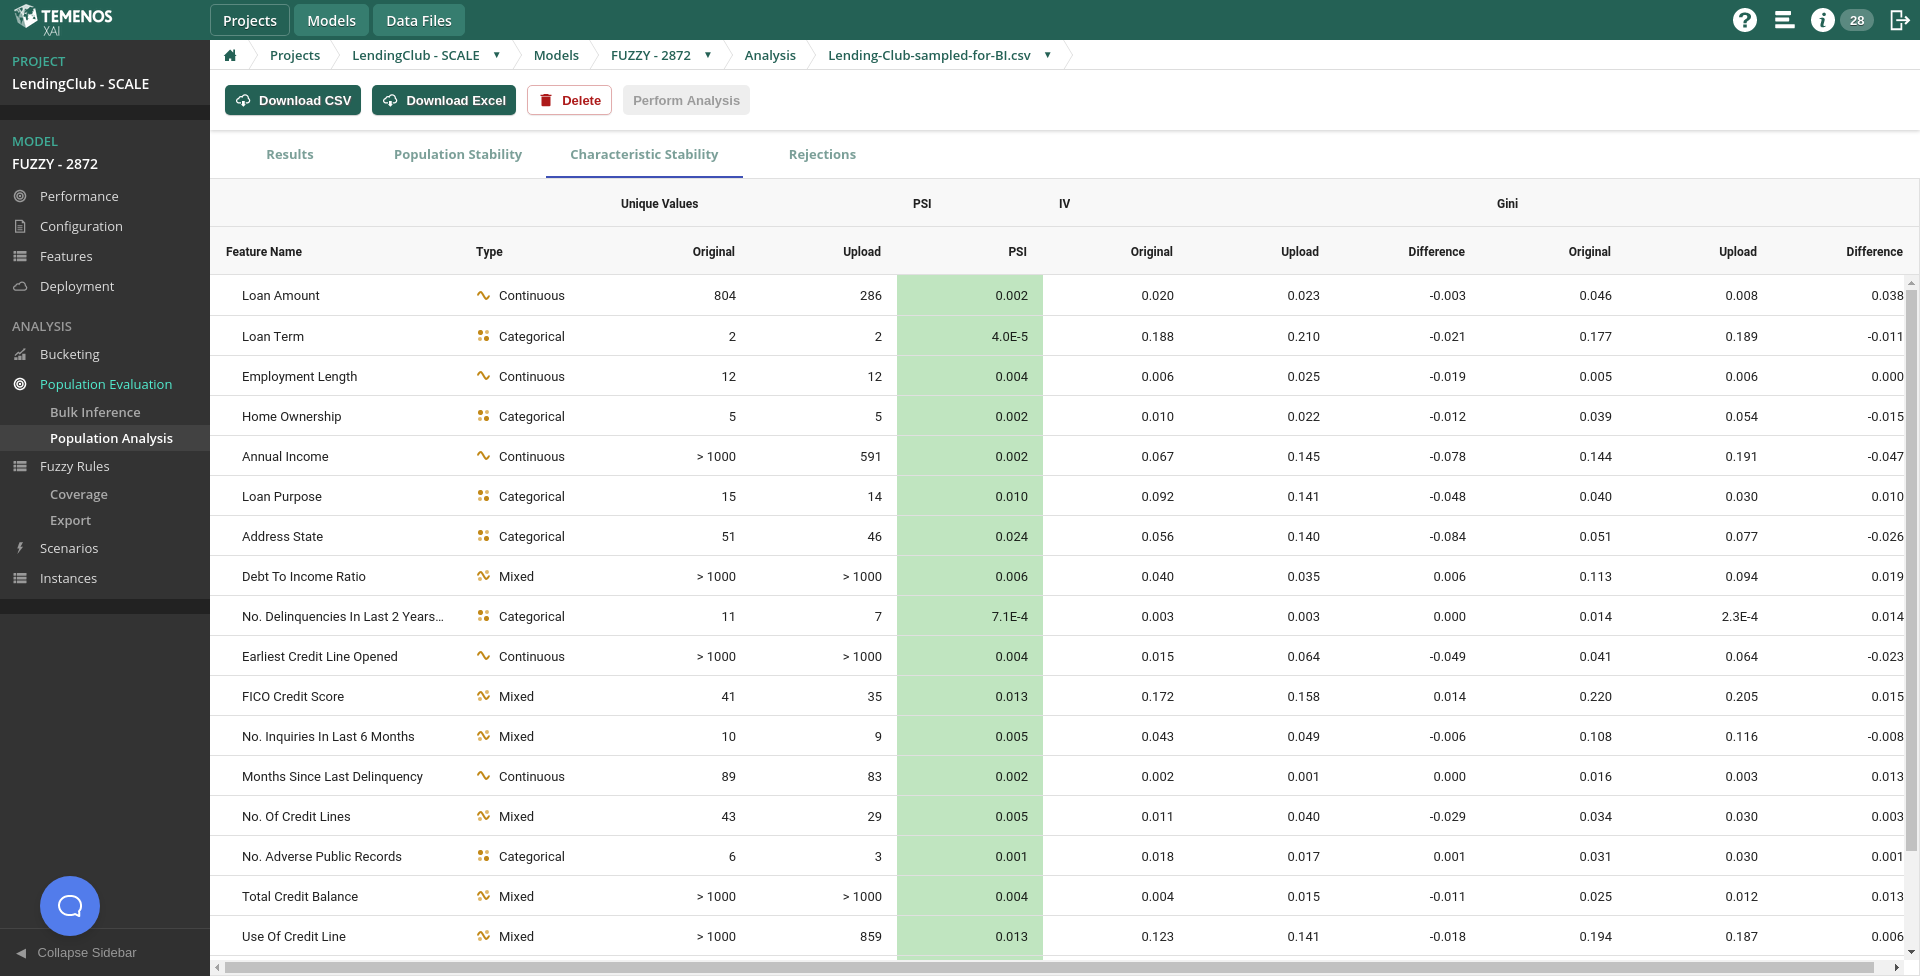 TEMENOS
XAI
Projects Models Data Files
28
PROJECT
LendingClub - SCALE
MODEL
FUZZY - 2872
Performance
Configuration
Features
Deployment
ANALYSIS
Bucketing
Population Evaluation
Bulk Inference
Population Analysis
Fuzzy Rules
Coverage
Export
Scenarios
Instances
Collapse Sidebar
Projects LendingClub - SCALE Models FUZZY - 2872 Analysis Lending-Club-sampled-for-BI.csv
Download CSV Download Excel Delete Perform Analysis
Results Population Stability Characteristic Stability Rejections
Unique Values PSI IV Gini
Feature Name Type Original Upload PSI Original Upload Difference Original Upload Difference
Loan Amount Continuous 804 286 0.002 0.020 0.023 -0.003 0.046 0.008 0.038
Loan Term Categorical 2 2 4.0E-5 0.188 0.210 -0.021 0.177 0.189 -0.011
Employment Length Continuous 12 12 0.004 0.006 0.025 -0.019 0.005 0.006 0.000
Home Ownership Categorical 5 5 0.002 0.010 0.022 -0.012 0.039 0.054 -0.015
Annual Income Continuous > 1000 591 0.002 0.067 0.145 -0.078 0.144 0.191 -0.047
Loan Purpose Categorical 15 14 0.010 0.092 0.141 -0.048 0.040 0.030 0.010
Address State Categorical 51 46 0.024 0.056 0.140 -0.084 0.051 0.077 -0.026
Debt To Income Ratio Mixed > 1000 > 1000 0.006 0.040 0.035 0.006 0.113 0.094 0.019
No. Delinquencies In Last 2 Years... Categorical 11 7 7.1E-4 0.003 0.003 0.000 0.014 2.3E-4 0.014
Earliest Credit Line Opened Continuous > 1000 > 1000 0.004 0.015 0.064 -0.049 0.041 0.064 -0.023
FICO Credit Score Mixed 41 35 0.013 0.172 0.158 0.014 0.220 0.205 0.015
No. Inquiries In Last 6 Months Mixed 10 9 0.005 0.043 0.049 -0.006 0.108 0.116 -0.008
Months Since Last Delinquency Continuous 89 83 0.002 0.002 0.001 0.000 0.016 0.003 0.013
No. Of Credit Lines Mixed 43 29 0.005 0.011 0.040 -0.029 0.034 0.030 0.003
No. Adverse Public Records Categorical 6 3 0.001 0.018 0.017 0.001 0.031 0.030 0.001
Total Credit Balance Mixed > 1000 > 1000 0.004 0.004 0.015 -0.011 0.025 0.012 0.013
Use Of Credit Line Mixed > 1000 859 0.013 0.123 0.141 -0.018 0.194 0.187 0.006